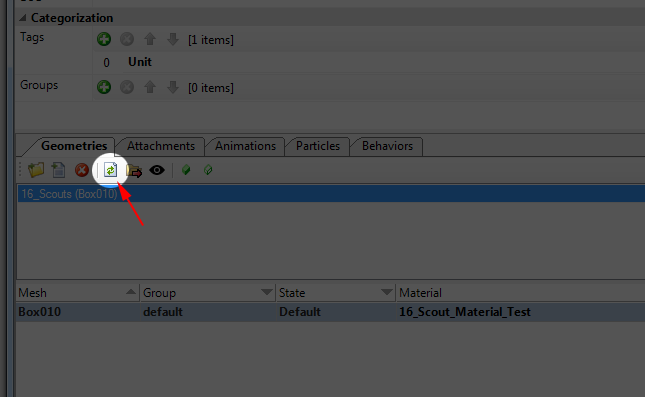 Categorization
Tags [1 items]
0 Unit
Groups [0 items]
Geometries Attachments Animations Particles Behaviors
16_Scouts (Box010)
Mesh Group State Material
Box010 default Default 16_Scout_Material_Test